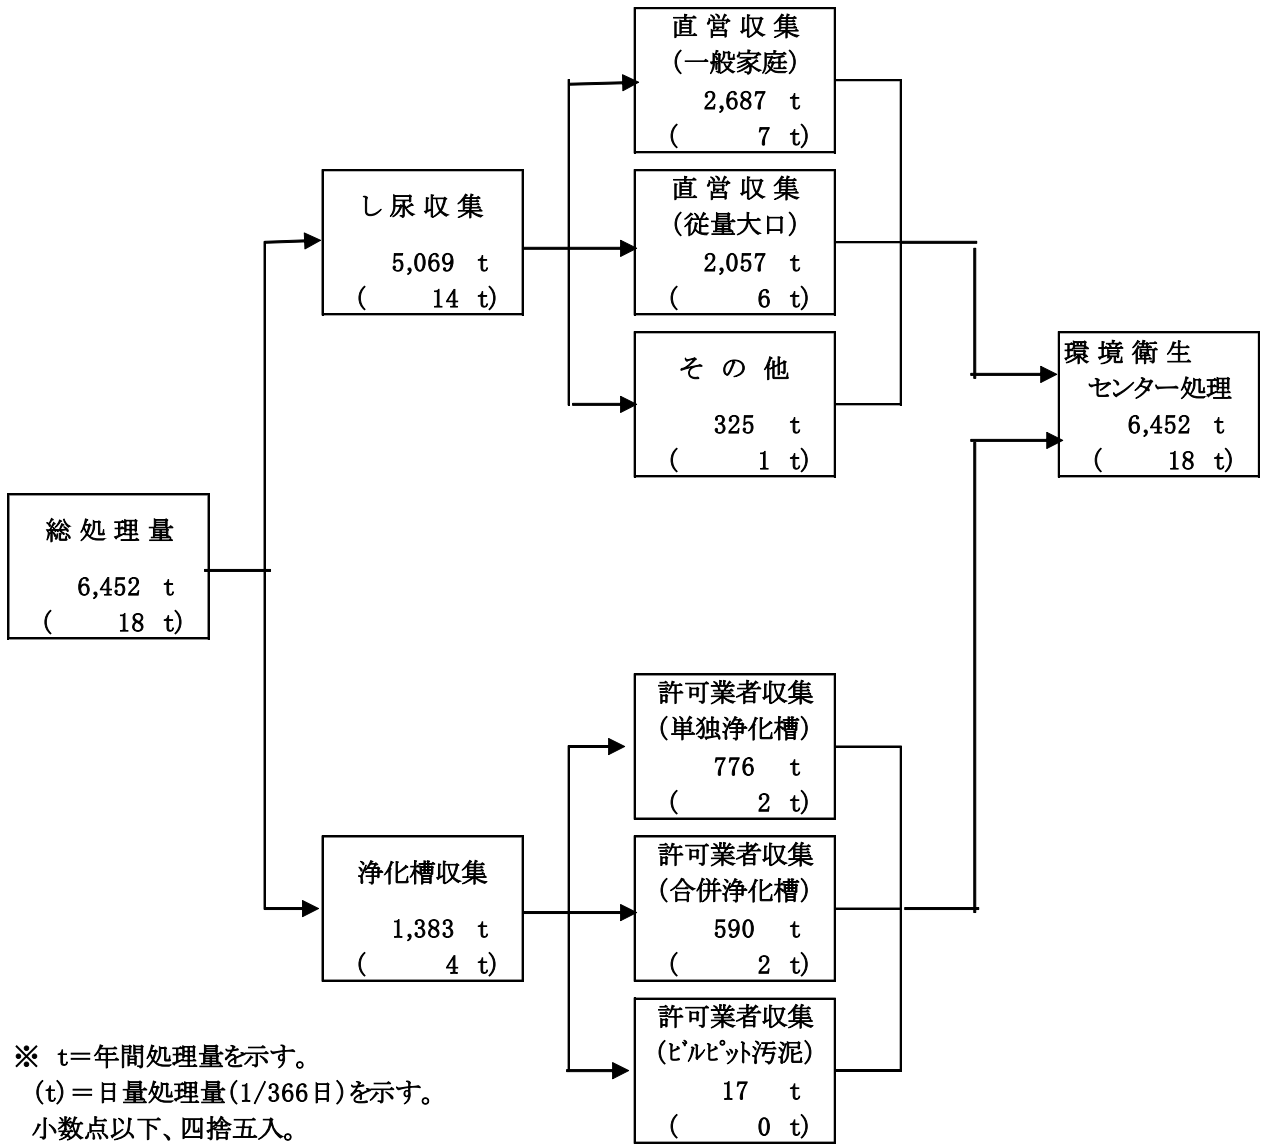 直営収集
(一般家庭)
2,687 t
( 7 t)
し尿収集
5,069 t
( 14 t)
直営収集
(従量大口)
2,057 t
( 6 t)
その他
325 t
( 1 t)
環境衛生
センター処理
6,452 t
( 18 t)
総処理量
6,452 t
( 18 t)
許可業者収集
(単独浄化槽)
776 t
( 2 t)
浄化槽収集
1,383 t
( 4 t)
許可業者収集
(合併浄化槽)
590 t
( 2 t)
許可業者収集
(ﾋﾞﾙﾋﾟｯﾄ汚泥)
17 t
( 0 t)
※ t＝年間処理量を示す。
(t)＝日量処理量(1/366日)を示す。
小数点以下、四捨五入。